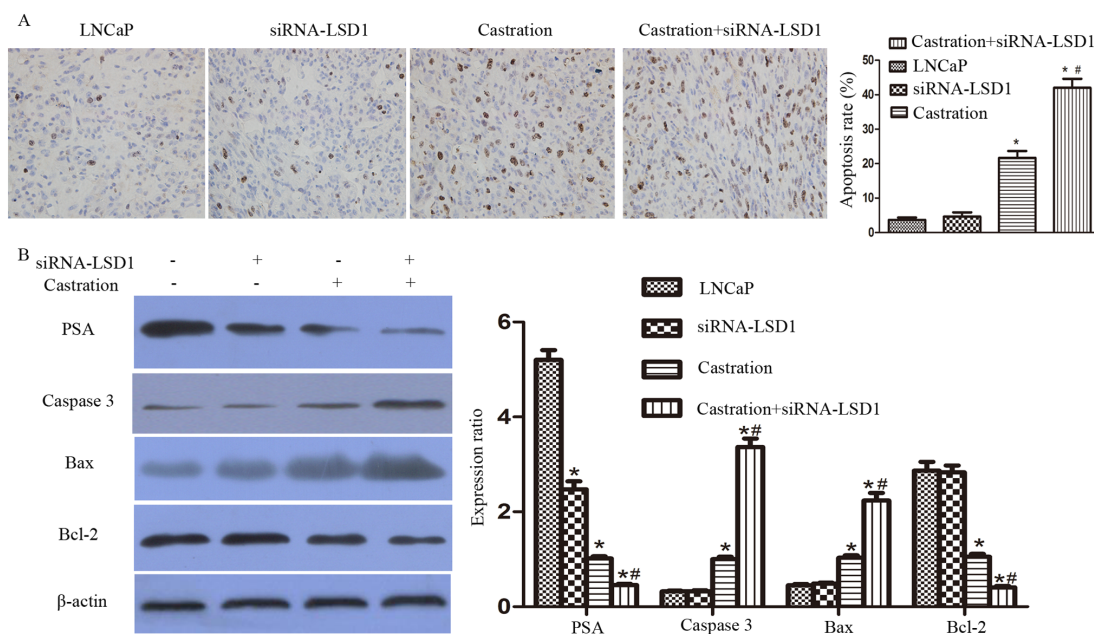 A
LNCaP siRNA-LSD1 Castration Castration+siRNA-LSD1
Castration+siRNA-LSD1
LNCaP
siRNA-LSD1
Castration
Apoptosis rate (%)
50
40
30
20
10
0
*
* #
B
siRNA-LSD1 - + - +
Castration - - + +
PSA
Caspase 3
Bax
Bcl-2
β-actin
LNCaP
siRNA-LSD1
Castration
Castration+siRNA-LSD1
Expression ratio
6
4
2
0
* * *#
* *#
* *#
* *#
PSA Caspase 3 Bax Bcl-2